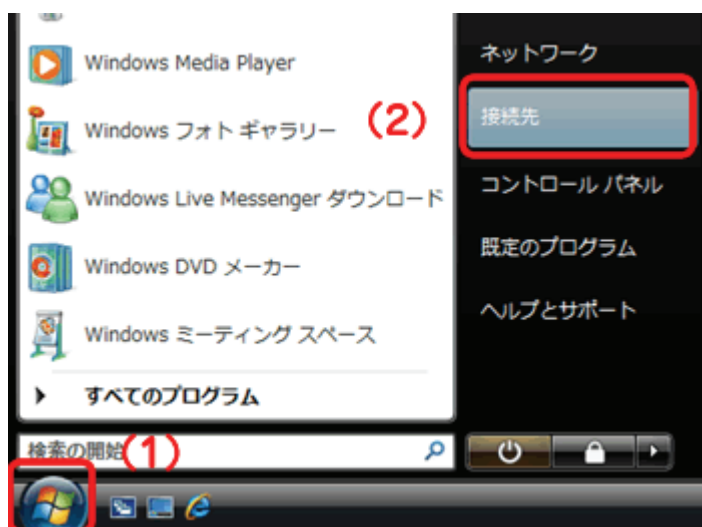 Windows Media Player
Windows フォト ギャラリー
(2)
Windows Live Messenger ダウンロード
Windows DVD メーカー
Windows ミーティング スペース
すべてのプログラム
検索の開始
(1)
ネットワーク
接続先
コントロール パネル
既定のプログラム
ヘルプとサポート